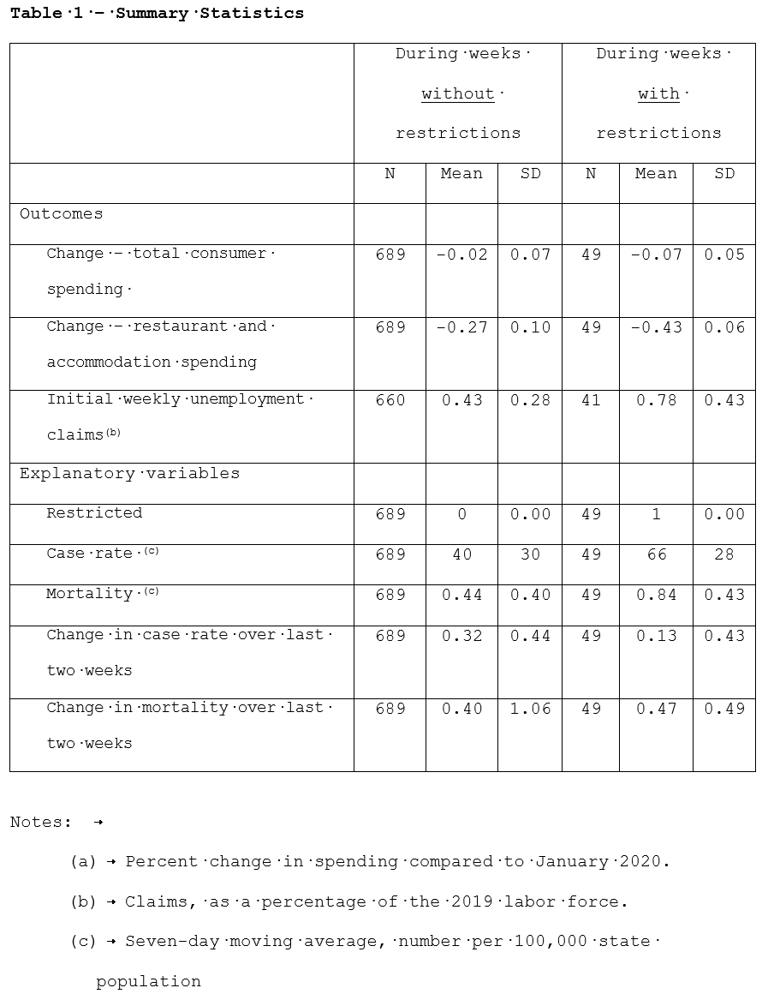 Table 1 – Summary Statistics
During weeks without restrictions During weeks with restrictions
N Mean SD N Mean SD
Outcomes
Change – total consumer spending 689 -0.02 0.07 49 -0.07 0.05
Change – restaurant and accommodation spending 689 -0.27 0.10 49 -0.43 0.06
Initial weekly unemployment claims(b) 660 0.43 0.28 41 0.78 0.43
Explanatory variables
Restricted 689 0 0.00 49 1 0.00
Case rate (c) 689 40 30 49 66 28
Mortality (c) 689 0.44 0.40 49 0.84 0.43
Change in case rate over last two weeks 689 0.32 0.44 49 0.13 0.43
Change in mortality over last two weeks 689 0.40 1.06 49 0.47 0.49
Notes: →
(a) → Percent change in spending compared to January 2020.
(b) → Claims, as a percentage of the 2019 labor force.
(c) → Seven-day moving average, number per 100,000 state
population